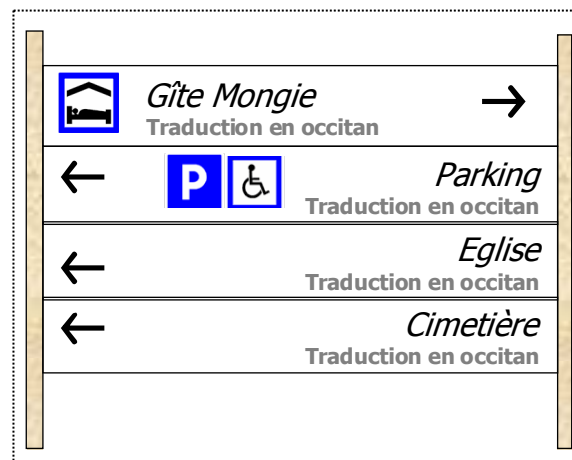 Gîte Mongie
Traduction en occitan
P
Parking
Traduction en occitan
Eglise
Traduction en occitan
Cimetière
Traduction en occitan